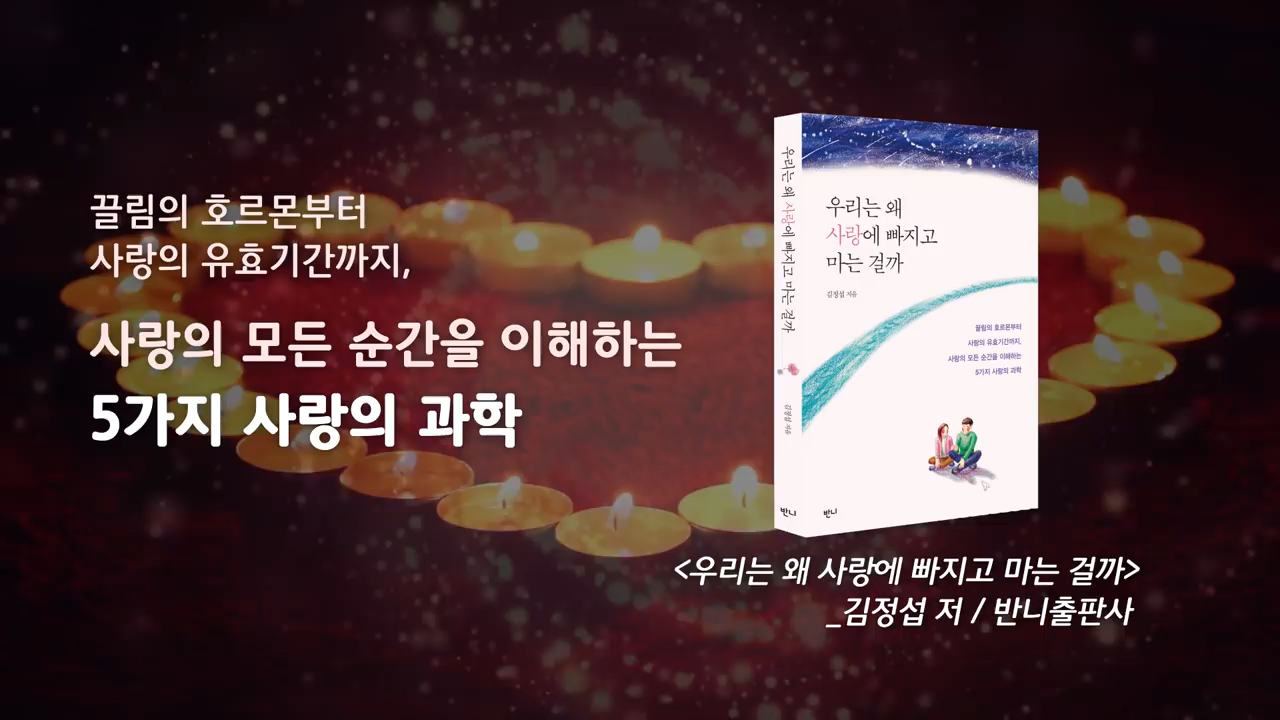 끌림의 호르몬부터
사랑의 유효기간까지,
사랑의 모든 순간을 이해하는
5가지 사랑의 과학
우리는 왜 사랑에 빠지고 마는 걸까
김정섭 지음
반니
우리는 왜
사랑에 빠지고
마는 걸까
김정섭 지음
끌림의 호르몬부터
사랑의 유효기간까지,
사랑의 모든 순간을 이해하는
5가지 사랑의 과학
반니
<우리는 왜 사랑에 빠지고 마는 걸까>
_김정섭 저 / 반니출판사